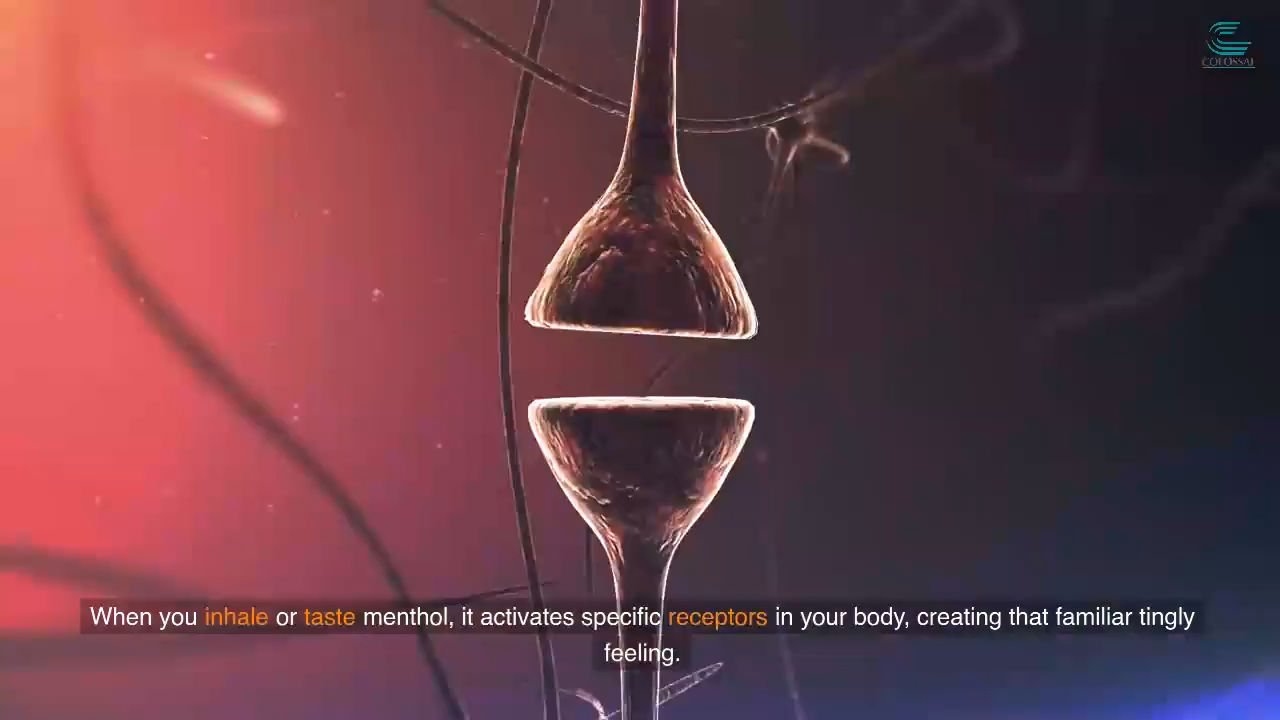 COLOSSAL
When you inhale or taste menthol, it activates specific receptors in your body, creating that familiar tingly
feeling.